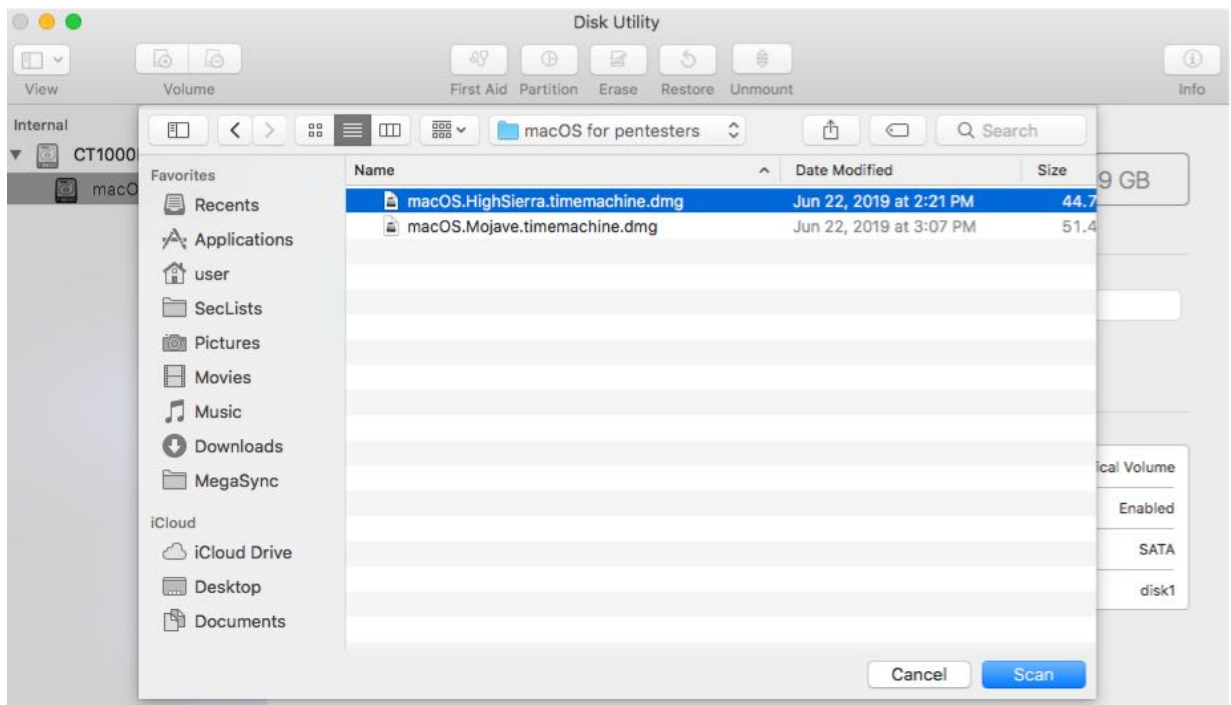 Disk Utility
View Volume First Aid Partition Erase Restore Unmount Info
Internal
CT1000
macO
macOS for pentesters
Search
Favorites
Recents
Applications
user
SecLists
Pictures
Movies
Music
Downloads
MegaSync
iCloud
iCloud Drive
Desktop
Documents
Name Date Modified Size
macOS.HighSierra.timemachine.dmg Jun 22, 2019 at 2:21 PM 44.7
macOS.Mojave.timemachine.dmg Jun 22, 2019 at 3:07 PM 51.4
9 GB
ical Volume
Enabled
SATA
disk1
Cancel Scan